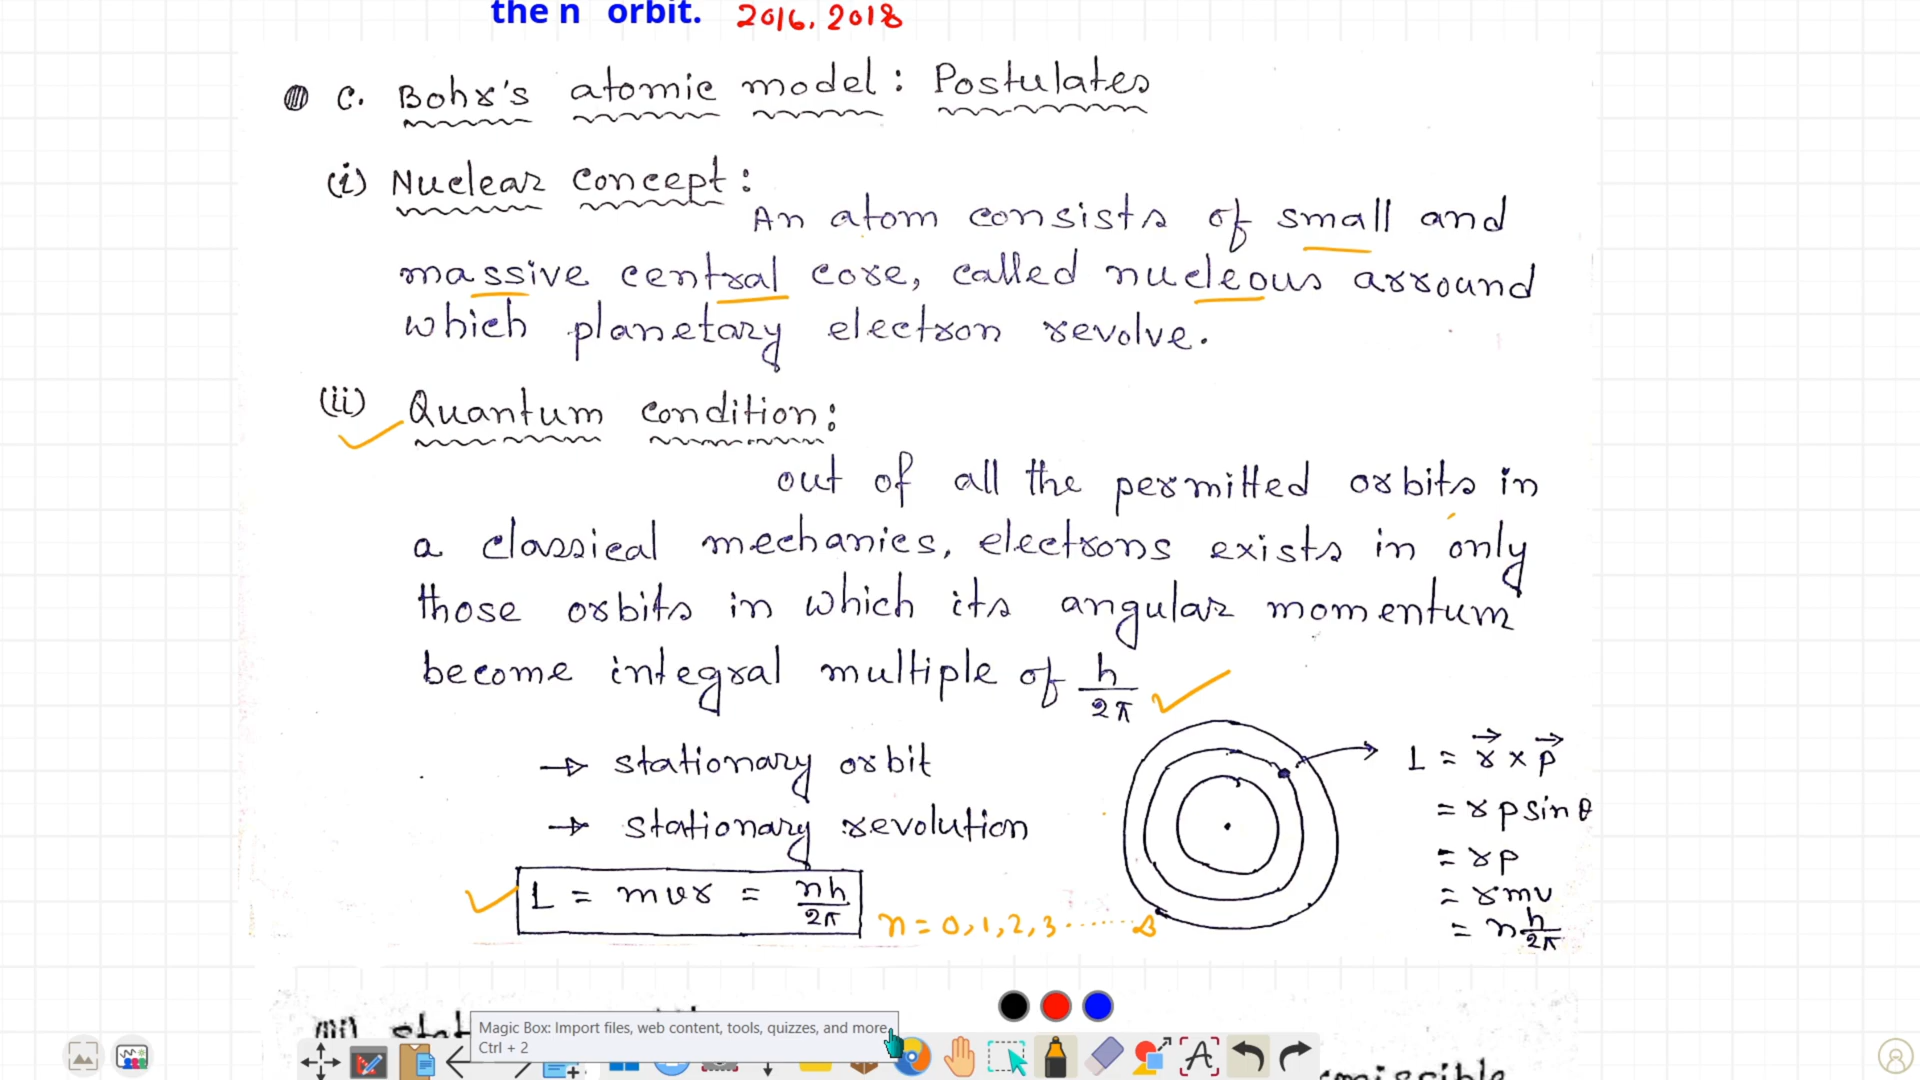 the n orbit. 2016, 2018
C. Bohr's atomic model: Postulates
(i) Nuclear concept:
An atom consists of small and
massive central core, called nucleous arround
which planetary electron revolve.
(ii) Quantum condition:
out of all the permitted orbits in
a classical mechanics, electrons exists in only
those orbits in which its angular momentum
become integral multiple of h/2π
→ stationary orbit
→ stationary revolution
L = mvr = nh/2π
n = 0, 1, 2, 3 ......
L = r × p
= r p sin θ
= r p
= r mv
= n h/2π
Magic Box: Import files, web content, tools, quizzes, and more.
Ctrl + 2